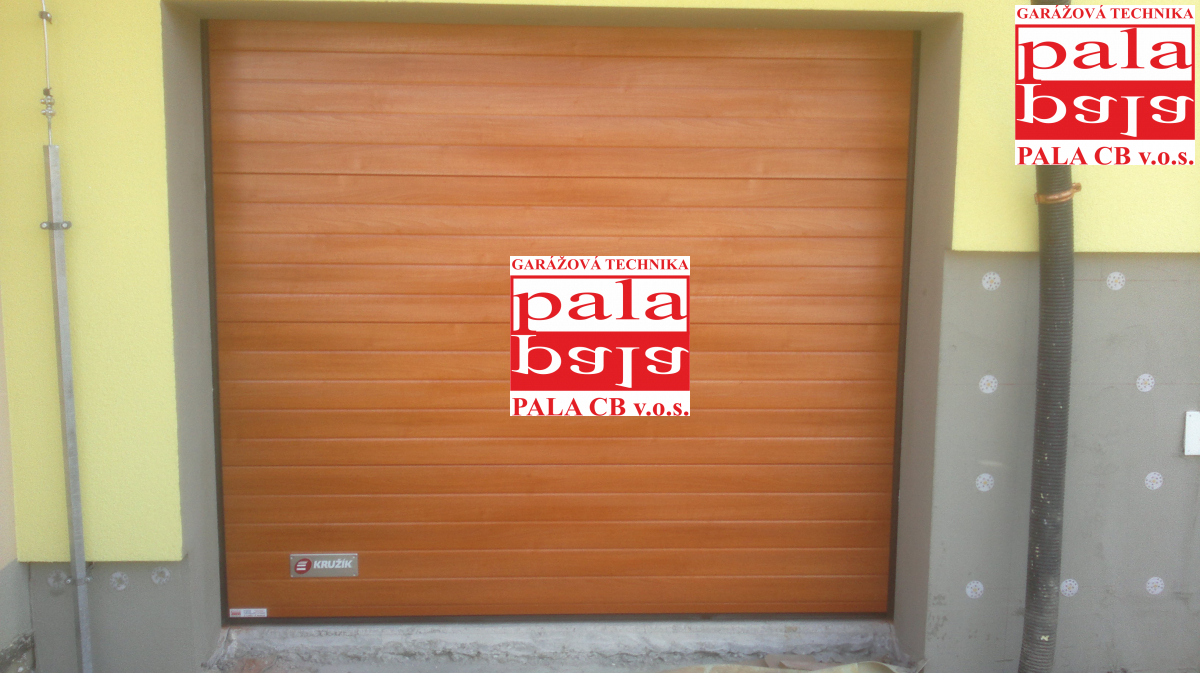 GARÁŽOVÁ TECHNIKA
pala
pala
PALA CB v.o.s.
GARÁŽOVÁ TECHNIKA
pala
pala
PALA CB v.o.s.
KRUŽÍK